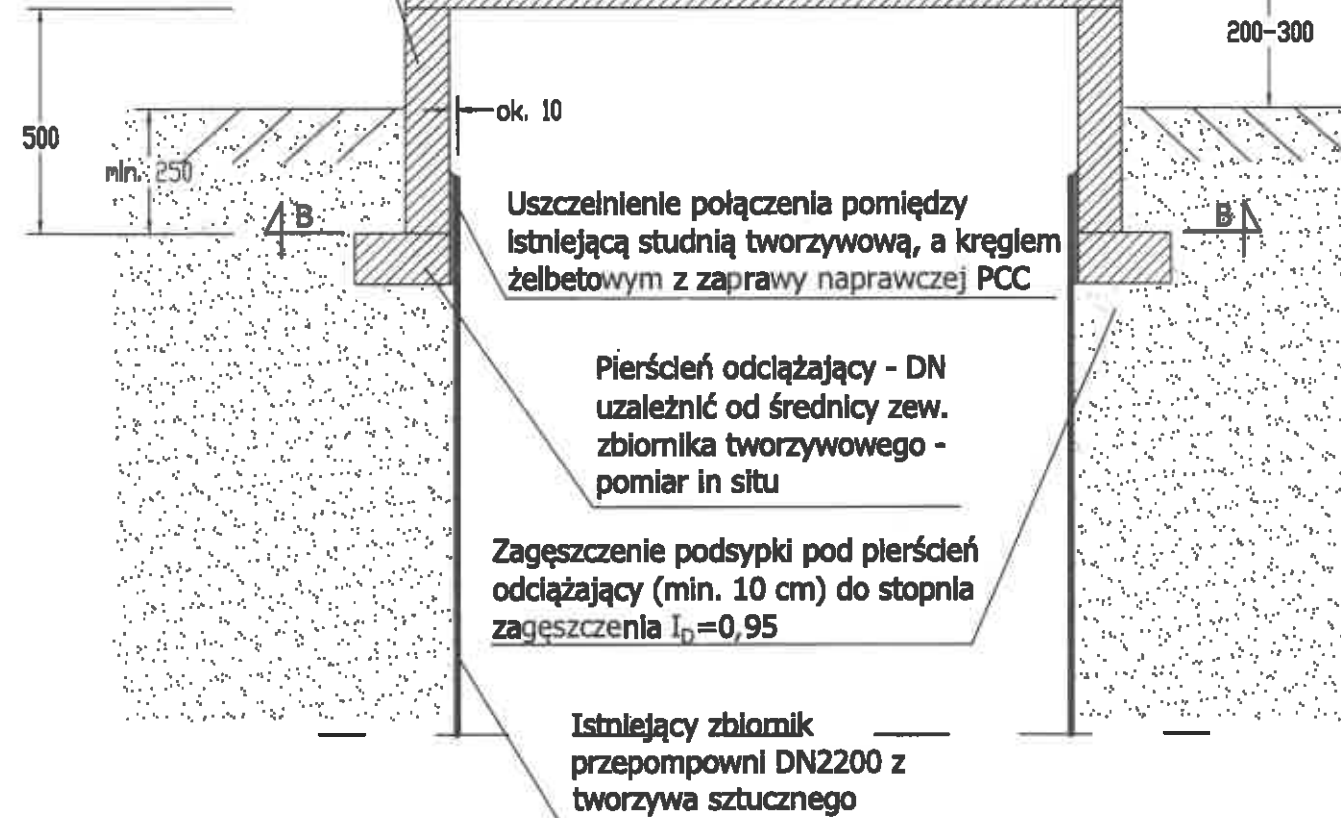 200-300
ok. 10
500
min. 250
B
B
Uszczelnienie połączenia pomiędzy
istniejącą studnią tworzywową, a kręgiem
żelbetowym z zaprawy naprawczej PCC
Pierścień odciążający - DN
uzależnić od średnicy zew.
zbiornika tworzywowego -
pomiar in situ
Zagęszczenie podsypki pod pierścień
odciążający (min. 10 cm) do stopnia
zagęszczenia I_D=0,95
Istniejący zbiornik
przepompowni DN2200 z
tworzywa sztucznego